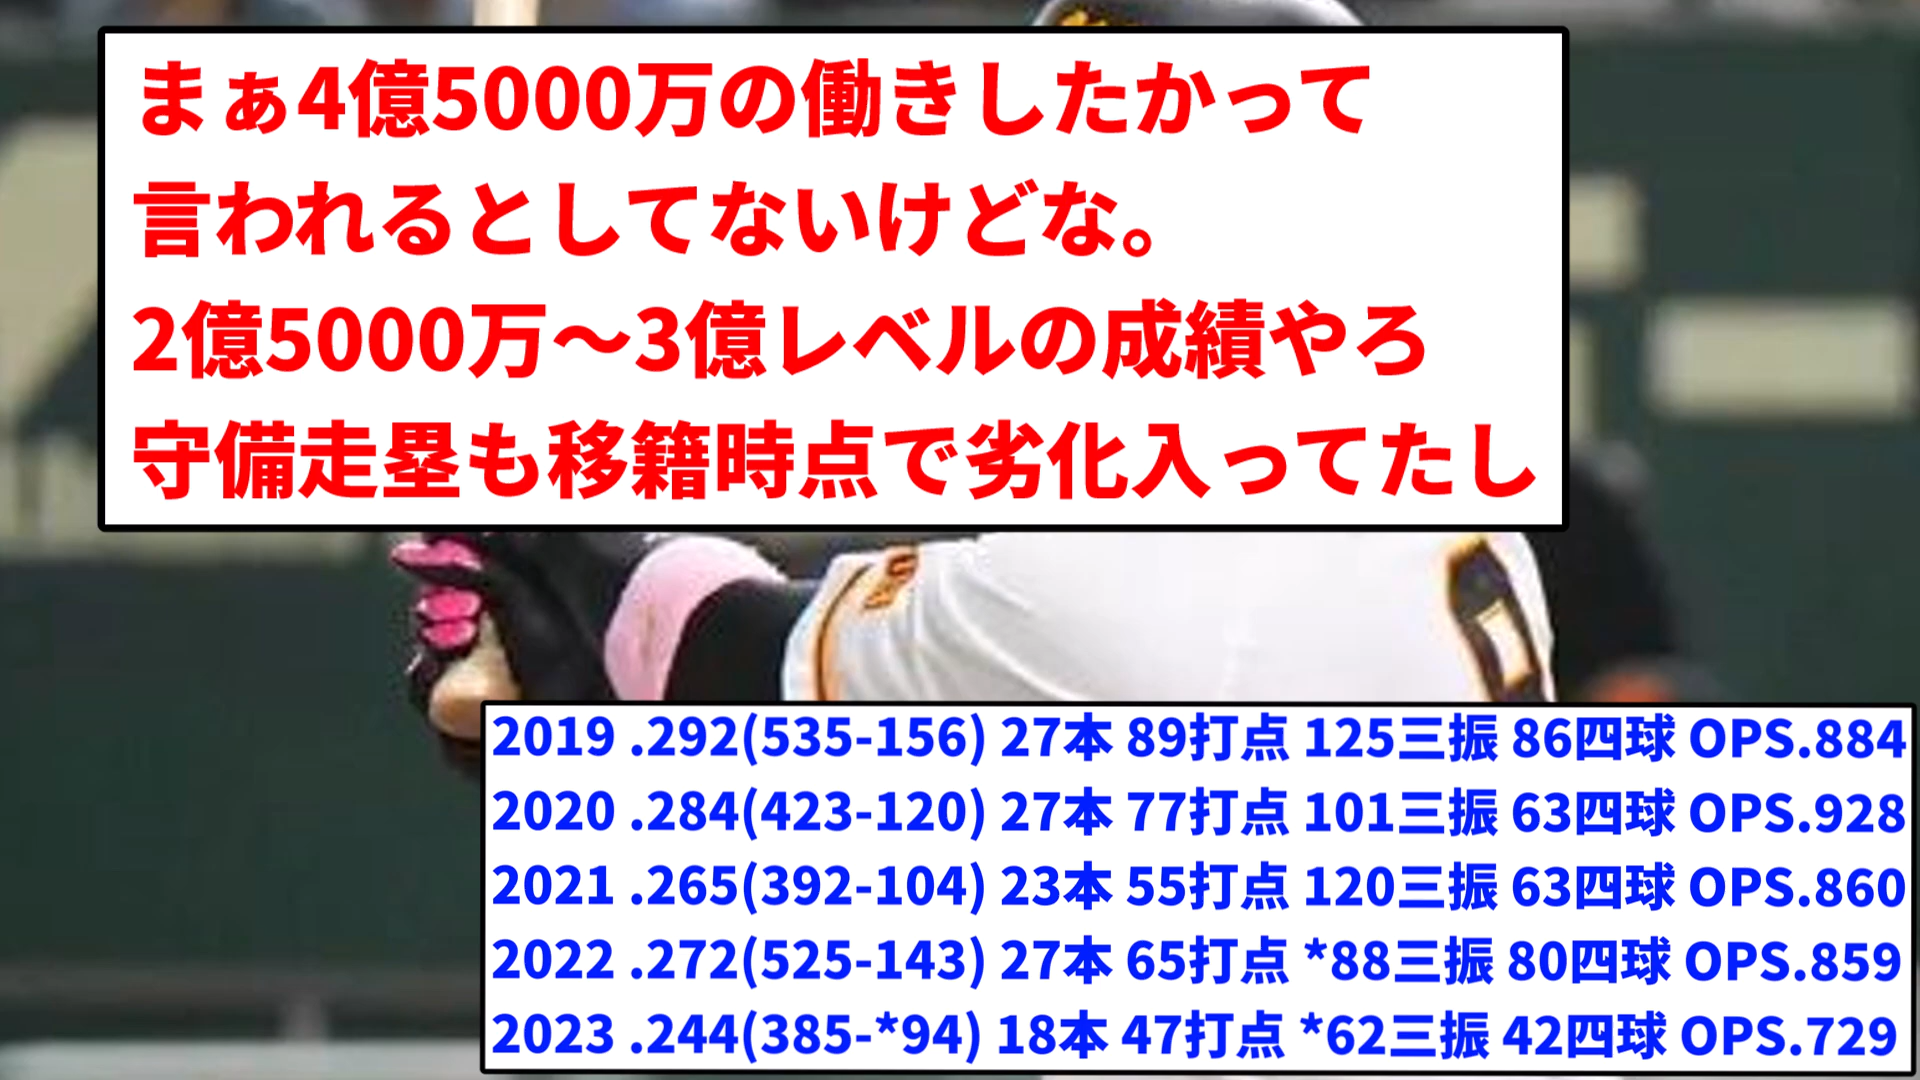 まぁ4億5000万の働きしたかって
言われるとしてないけどな。
2億5000万～3億レベルの成績やろ
守備走塁も移籍時点で劣化入ってたし
2019 .292(535-156) 27本 89打点 125三振 86四球 OPS.884
2020 .284(423-120) 27本 77打点 101三振 63四球 OPS.928
2021 .265(392-104) 23本 55打点 120三振 63四球 OPS.860
2022 .272(525-143) 27本 65打点 *88三振 80四球 OPS.859
2023 .244(385-*94) 18本 47打点 *62三振 42四球 OPS.729